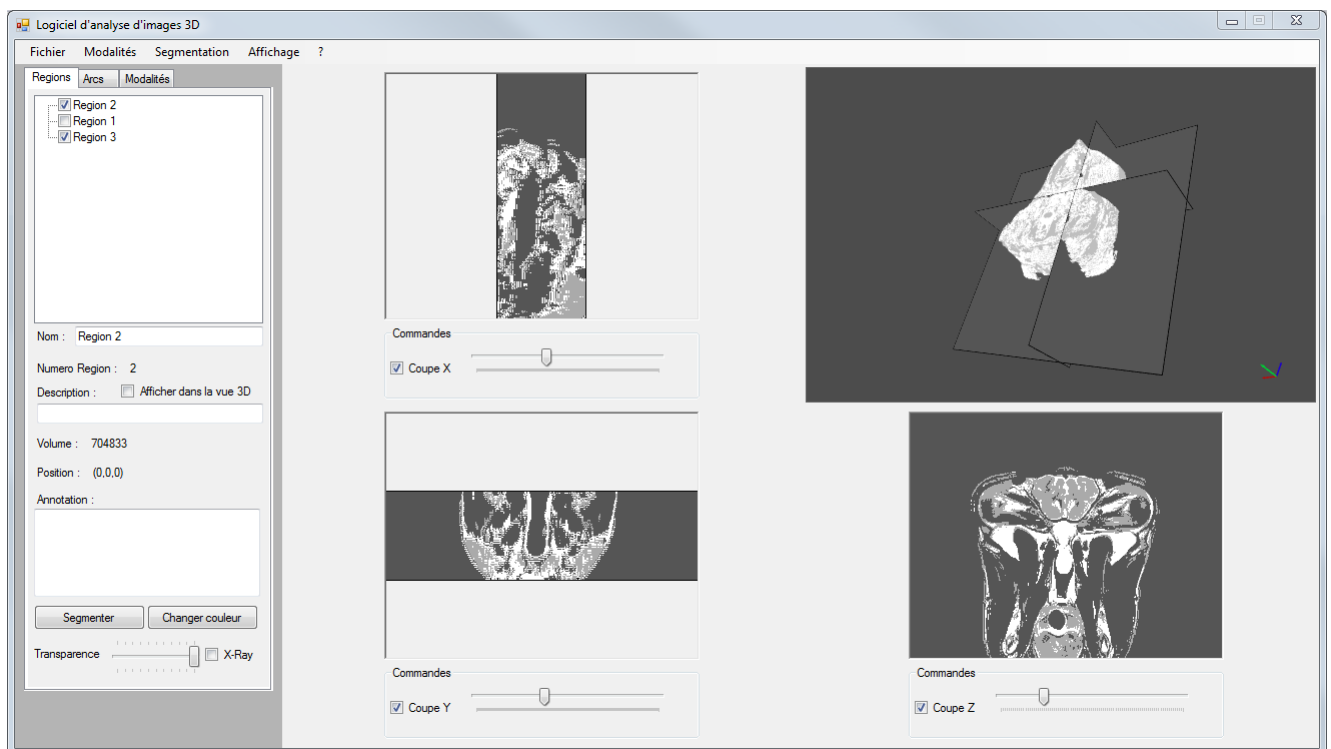 Logiciel d'analyse d'images 3D
Fichier Modalités Segmentation Affichage ?
Regions Arcs Modalités
Region 2
Region 1
Region 3
Nom : Region 2
Numero Region : 2
Description : Afficher dans la vue 3D
Volume : 704833
Position : (0,0,0)
Annotation :
Segmenter Changer couleur
Transparence X-Ray
Commandes
Coupe X
Commandes
Coupe Y
Commandes
Coupe Z